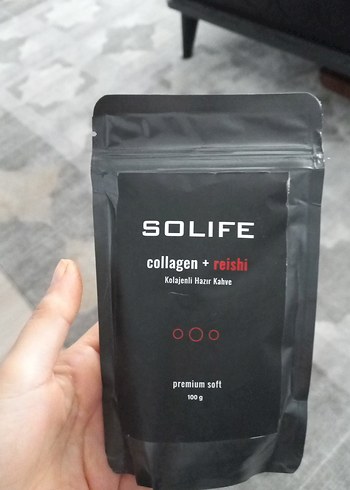 SOLIFE
collagen + reishi
Kolajenli Hazır Kahve
premium soft
100 g